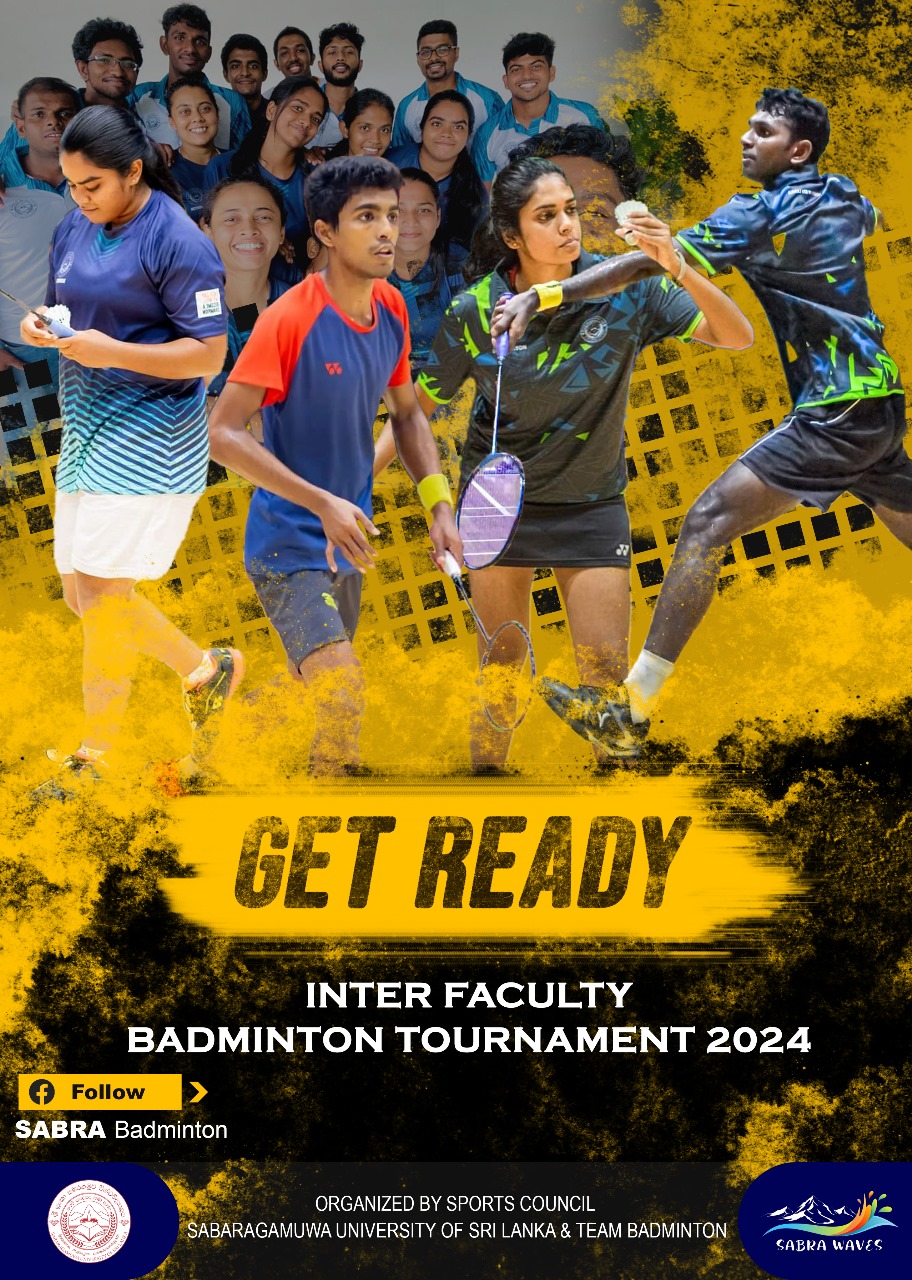 GET READY
INTER FACULTY
BADMINTON TOURNAMENT 2024
Follow
SABRA Badminton
ORGANIZED BY SPORTS COUNCIL
SABARAGAMUWA UNIVERSITY OF SRI LANKA & TEAM BADMINTON
SABRA WAVES